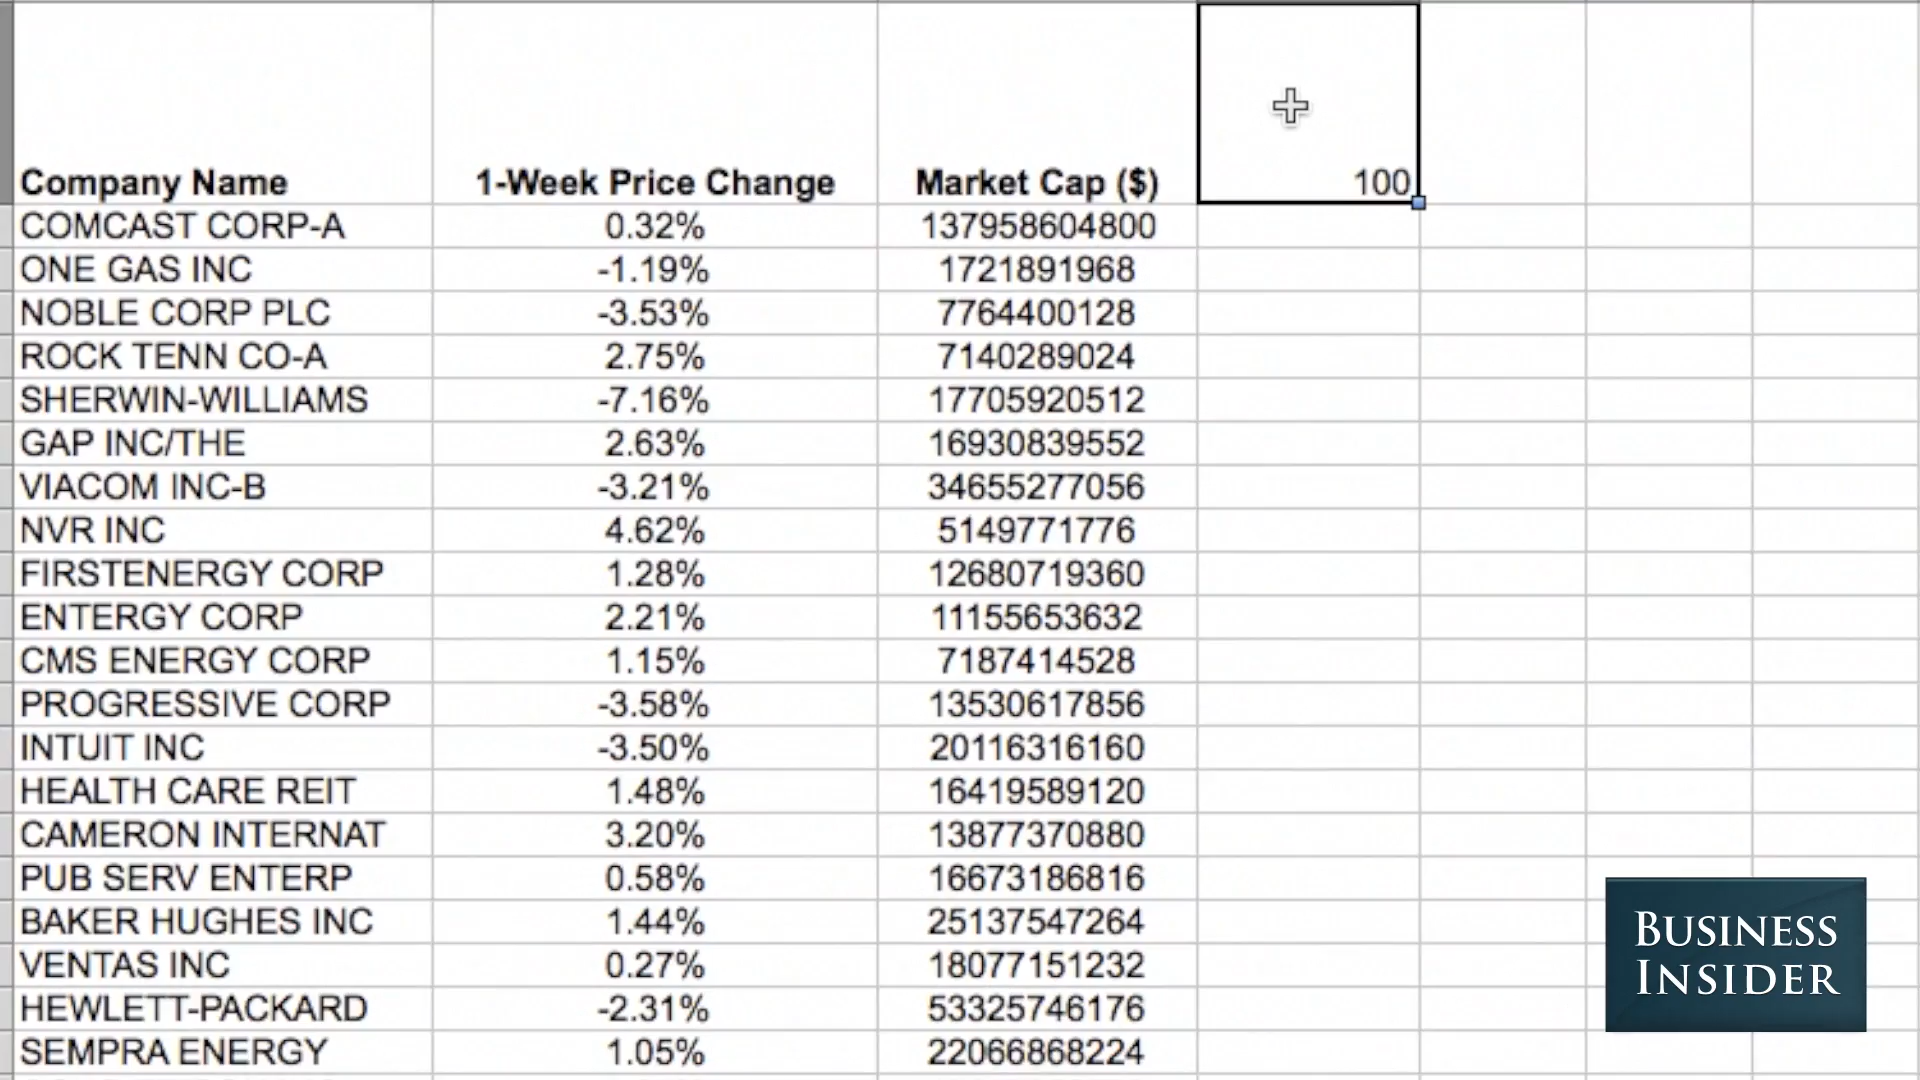 100
Company Name 1-Week Price Change Market Cap ($)
COMCAST CORP-A 0.32% 137958604800
ONE GAS INC -1.19% 1721891968
NOBLE CORP PLC -3.53% 7764400128
ROCK TENN CO-A 2.75% 7140289024
SHERWIN-WILLIAMS -7.16% 17705920512
GAP INC/THE 2.63% 16930839552
VIACOM INC-B -3.21% 34655277056
NVR INC 4.62% 5149771776
FIRSTENERGY CORP 1.28% 12680719360
ENTERGY CORP 2.21% 11155653632
CMS ENERGY CORP 1.15% 7187414528
PROGRESSIVE CORP -3.58% 13530617856
INTUIT INC -3.50% 20116316160
HEALTH CARE REIT 1.48% 16419589120
CAMERON INTERNAT 3.20% 13877370880
PUB SERV ENTERP 0.58% 16673186816
BAKER HUGHES INC 1.44% 25137547264
VENTAS INC 0.27% 18077151232
HEWLETT-PACKARD -2.31% 53325746176
SEMPRA ENERGY 1.05% 22066868224
BUSINESS
INSIDER